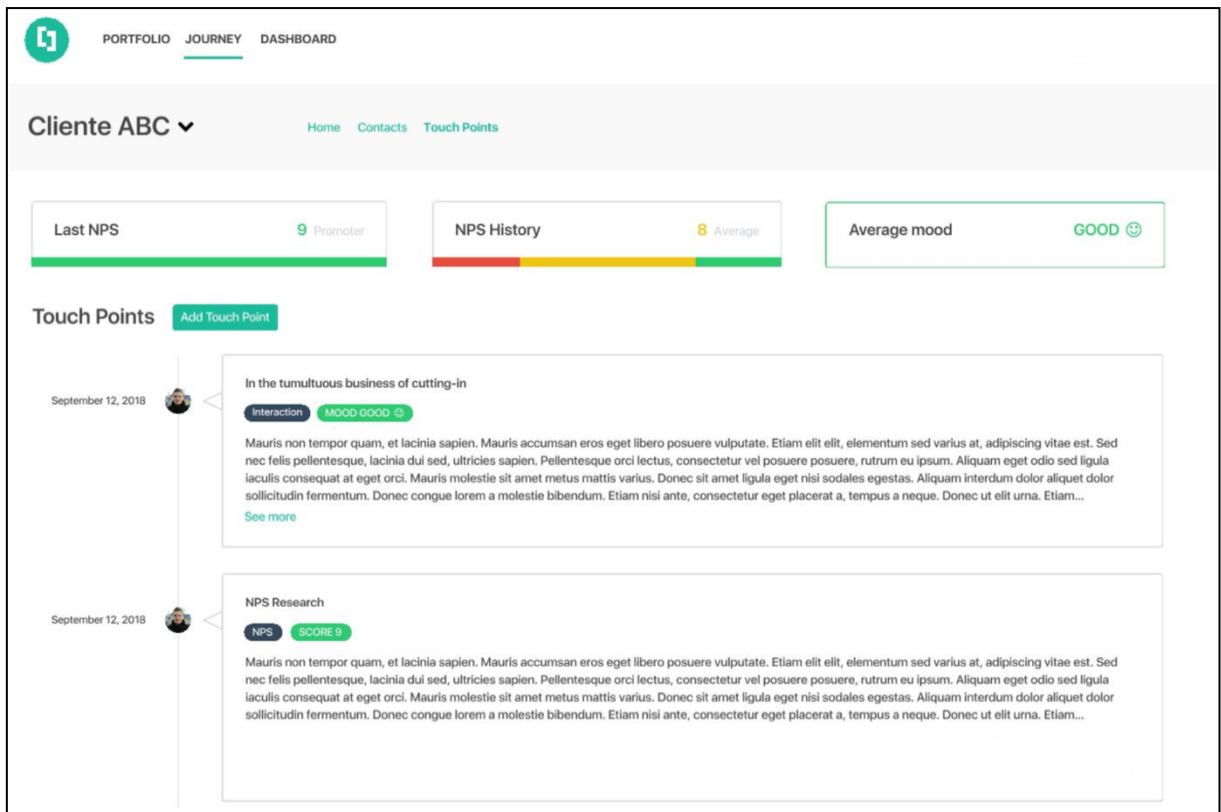 PORTFOLIO JOURNEY DASHBOARD
Cliente ABC
Home Contacts Touch Points
Last NPS 9 Promoter
NPS History 8 Average
Average mood GOOD
Touch Points Add Touch Point
In the tumultuous business of cutting-in
September 12, 2018
Interaction MOOD GOOD
Mauris non tempor quam, et lacinia sapien. Mauris accumsan eros eget libero posuere vulputate. Etiam elit elit, elementum sed varius at, adipiscing vitae est. Sed
nec felis pellentesque, lacinia dui sed, ultricies sapien. Pellentesque orci lectus, consectetur vel posuere posuere, rutrum eu ipsum. Aliquam eget odio sed ligula
iaculis consequat at eget orci. Mauris molestie sit amet metus mattis varius. Donec sit amet ligula eget nisi sodales egestas. Aliquam interdum dolor aliquet dolor
sollicitudin fermentum. Donec congue lorem a molestie bibendum. Etiam nisi ante, consectetur eget placerat a, tempus a neque. Donec ut elit urna. Etiam...
See more
NPS Research
September 12, 2018
NPS SCORE 9
Mauris non tempor quam, et lacinia sapien. Mauris accumsan eros eget libero posuere vulputate. Etiam elit elit, elementum sed varius at, adipiscing vitae est. Sed
nec felis pellentesque, lacinia dui sed, ultricies sapien. Pellentesque orci lectus, consectetur vel posuere posuere, rutrum eu ipsum. Aliquam eget odio sed ligula
iaculis consequat at eget orci. Mauris molestie sit amet metus mattis varius. Donec sit amet ligula eget nisi sodales egestas. Aliquam interdum dolor aliquet dolor
sollicitudin fermentum. Donec congue lorem a molestie bibendum. Etiam nisi ante, consectetur eget placerat a, tempus a neque. Donec ut elit urna. Etiam...